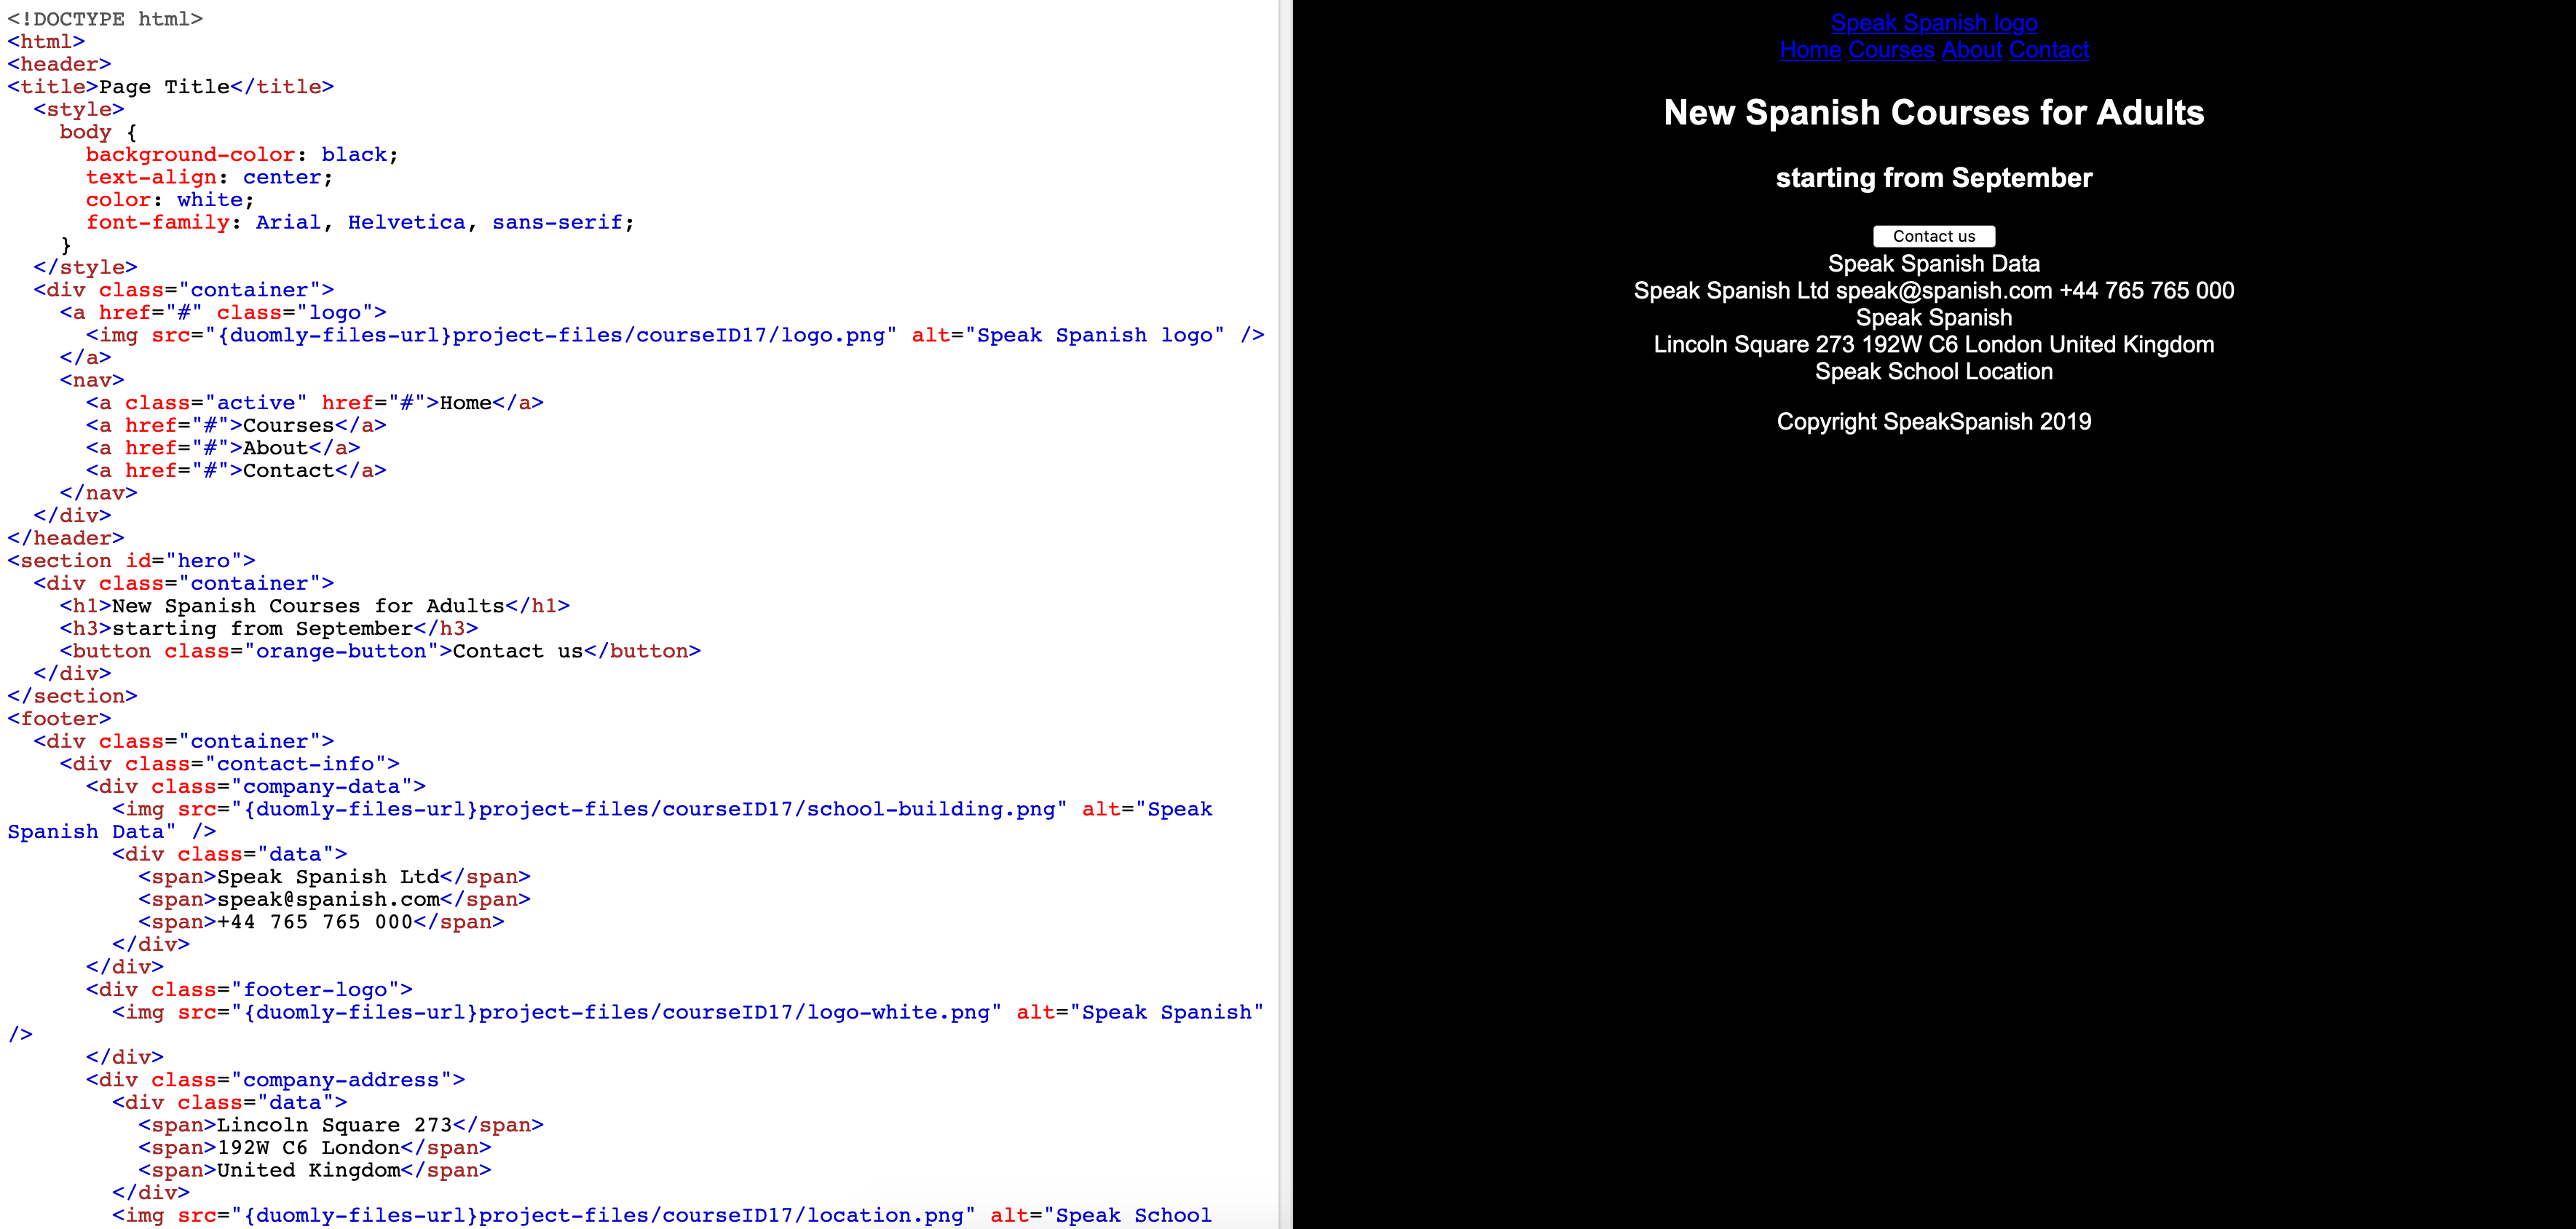 <!DOCTYPE html>
<html>
<header>
<title>Page Title</title>
  <style>
    body {
      background-color: black;
      text-align: center;
      color: white;
      font-family: Arial, Helvetica, sans-serif;
    }
  </style>
  <div class="container">
    <a href="#" class="logo">
      <img src="{duomly-files-url}project-files/courseID17/logo.png" alt="Speak Spanish logo" />
    </a>
    <nav>
      <a class="active" href="#">Home</a>
      <a href="#">Courses</a>
      <a href="#">About</a>
      <a href="#">Contact</a>
    </nav>
  </div>
</header>
<section id="hero">
  <div class="container">
    <h1>New Spanish Courses for Adults</h1>
    <h3>starting from September</h3>
    <button class="orange-button">Contact us</button>
  </div>
</section>
<footer>
  <div class="container">
    <div class="contact-info">
      <div class="company-data">
        <img src="{duomly-files-url}project-files/courseID17/school-building.png" alt="Speak
Spanish Data" />
        <div class="data">
          <span>Speak Spanish Ltd</span>
          <span>speak@spanish.com</span>
          <span>+44 765 765 000</span>
        </div>
      </div>
      <div class="footer-logo">
        <img src="{duomly-files-url}project-files/courseID17/logo-white.png" alt="Speak Spanish"
/>
      </div>
      <div class="company-address">
        <div class="data">
          <span>Lincoln Square 273</span>
          <span>192W C6 London</span>
          <span>United Kingdom</span>
        </div>
        <img src="{duomly-files-url}project-files/courseID17/location.png" alt="Speak School
Speak Spanish logo
Home Courses About Contact
New Spanish Courses for Adults
starting from September
Contact us
Speak Spanish Data
Speak Spanish Ltd speak@spanish.com +44 765 765 000
Speak Spanish
Lincoln Square 273 192W C6 London United Kingdom
Speak School Location
Copyright SpeakSpanish 2019